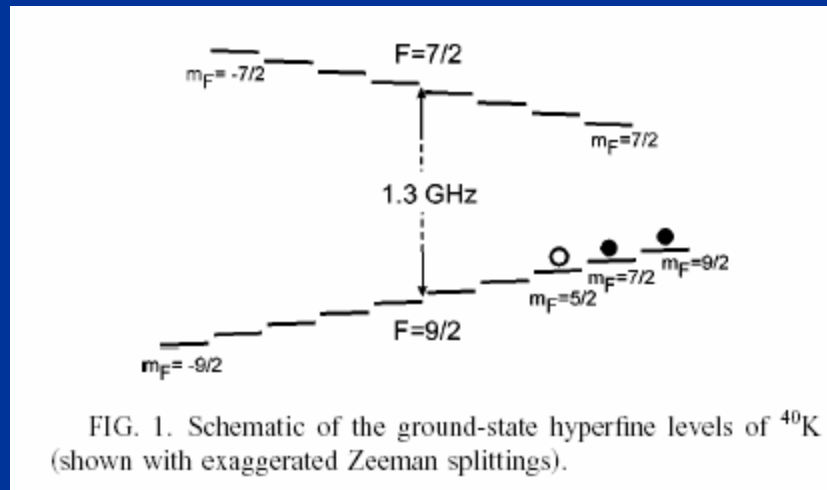 F=7/2
mF= -7/2
mF=7/2
1.3 GHz
mF=9/2
mF=7/2
mF=5/2
F=9/2
mF= -9/2
FIG. 1. Schematic of the ground-state hyperfine levels of 40K
(shown with exaggerated Zeeman splittings).